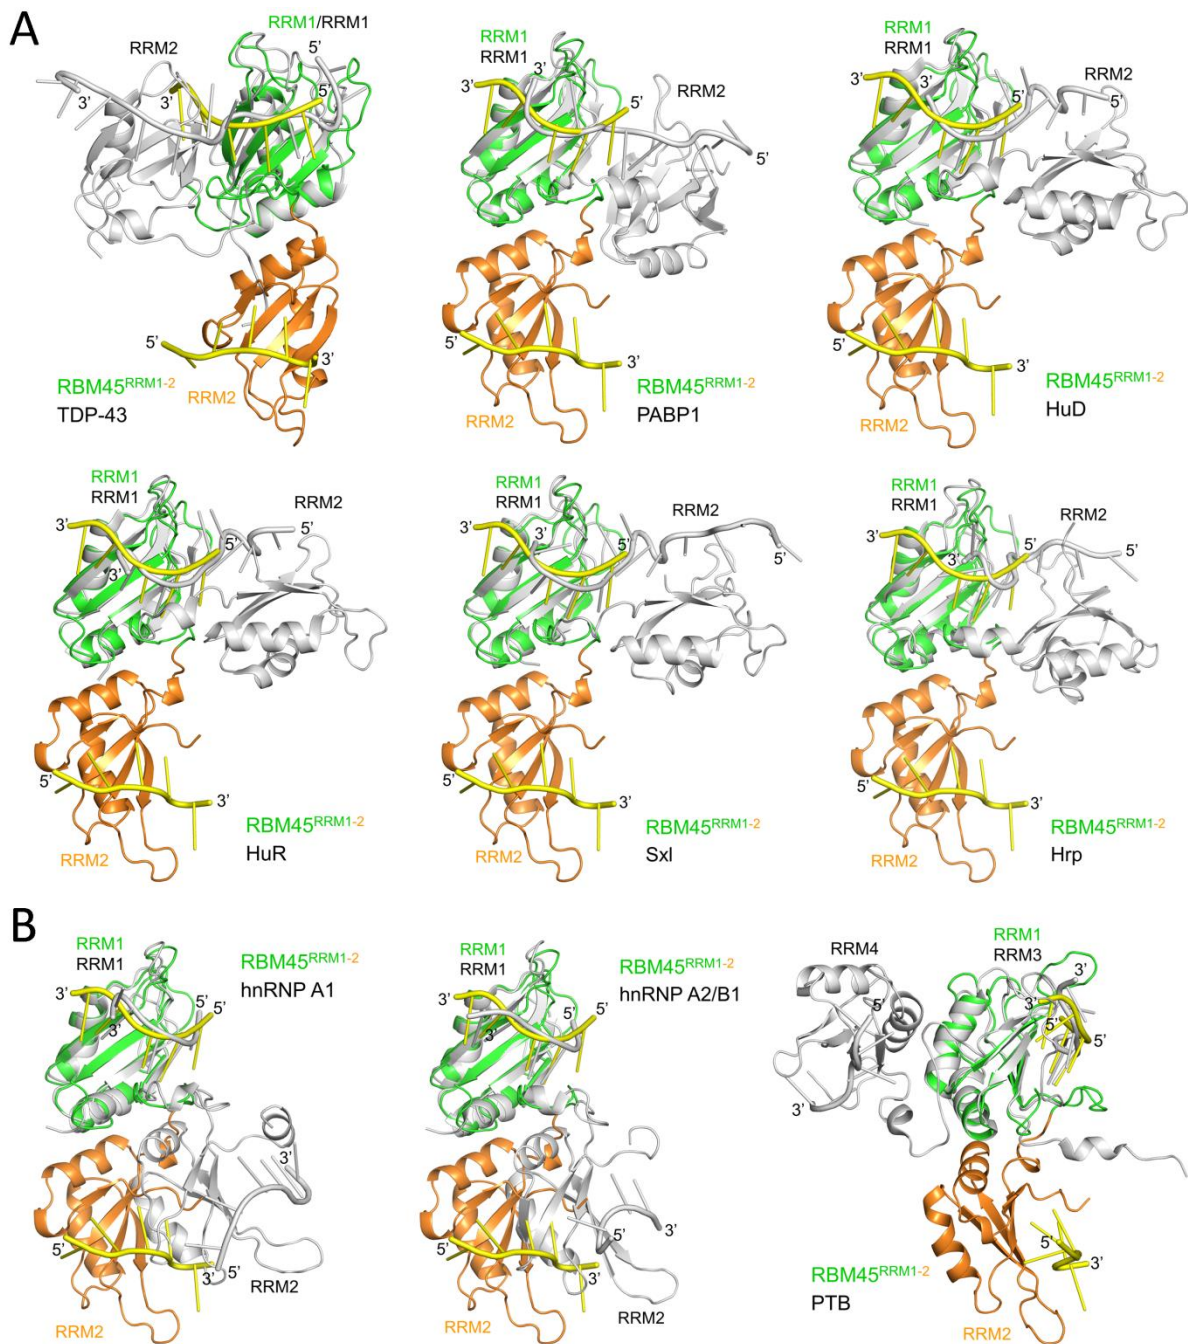 A
RRM1/RRM1
RRM2
5'
3'
3'
5'
5'
3'
RBM45RRM1-2
RRM2
TDP-43
RRM1
RRM1
3'
3'
5'
RRM2
5'
5'
3'
RBM45RRM1-2
PABP1
RRM2
RRM1
RRM1
3'
3'
5'
RRM2
5'
5'
3'
RBM45RRM1-2
HuD
RRM2
RRM1
RRM1
3'
3'
5'
RRM2
5'
5'
3'
RBM45RRM1-2
HuR
RRM2
RRM1
RRM1
3'
3'
5'
RRM2
5'
5'
3'
RBM45RRM1-2
Sxl
RRM2
RRM1
RRM1
3'
3'
5'
RRM2
5'
5'
3'
RBM45RRM1-2
Hrp
RRM2
B
RRM1
RRM1
RBM45RRM1-2
hnRNP A1
3'
3'
5'
5'
3'
5'
3'
5'
RRM2
RRM2
RRM1
RRM1
RBM45RRM1-2
hnRNP A2/B1
3'
3'
5'
5'
5'
3'
5'
3'
RRM2
RRM2
RRM4
RRM1
RRM3
3'
5'
3'
5'
5'
3'
5'
3'
RBM45RRM1-2
PTB
RRM2